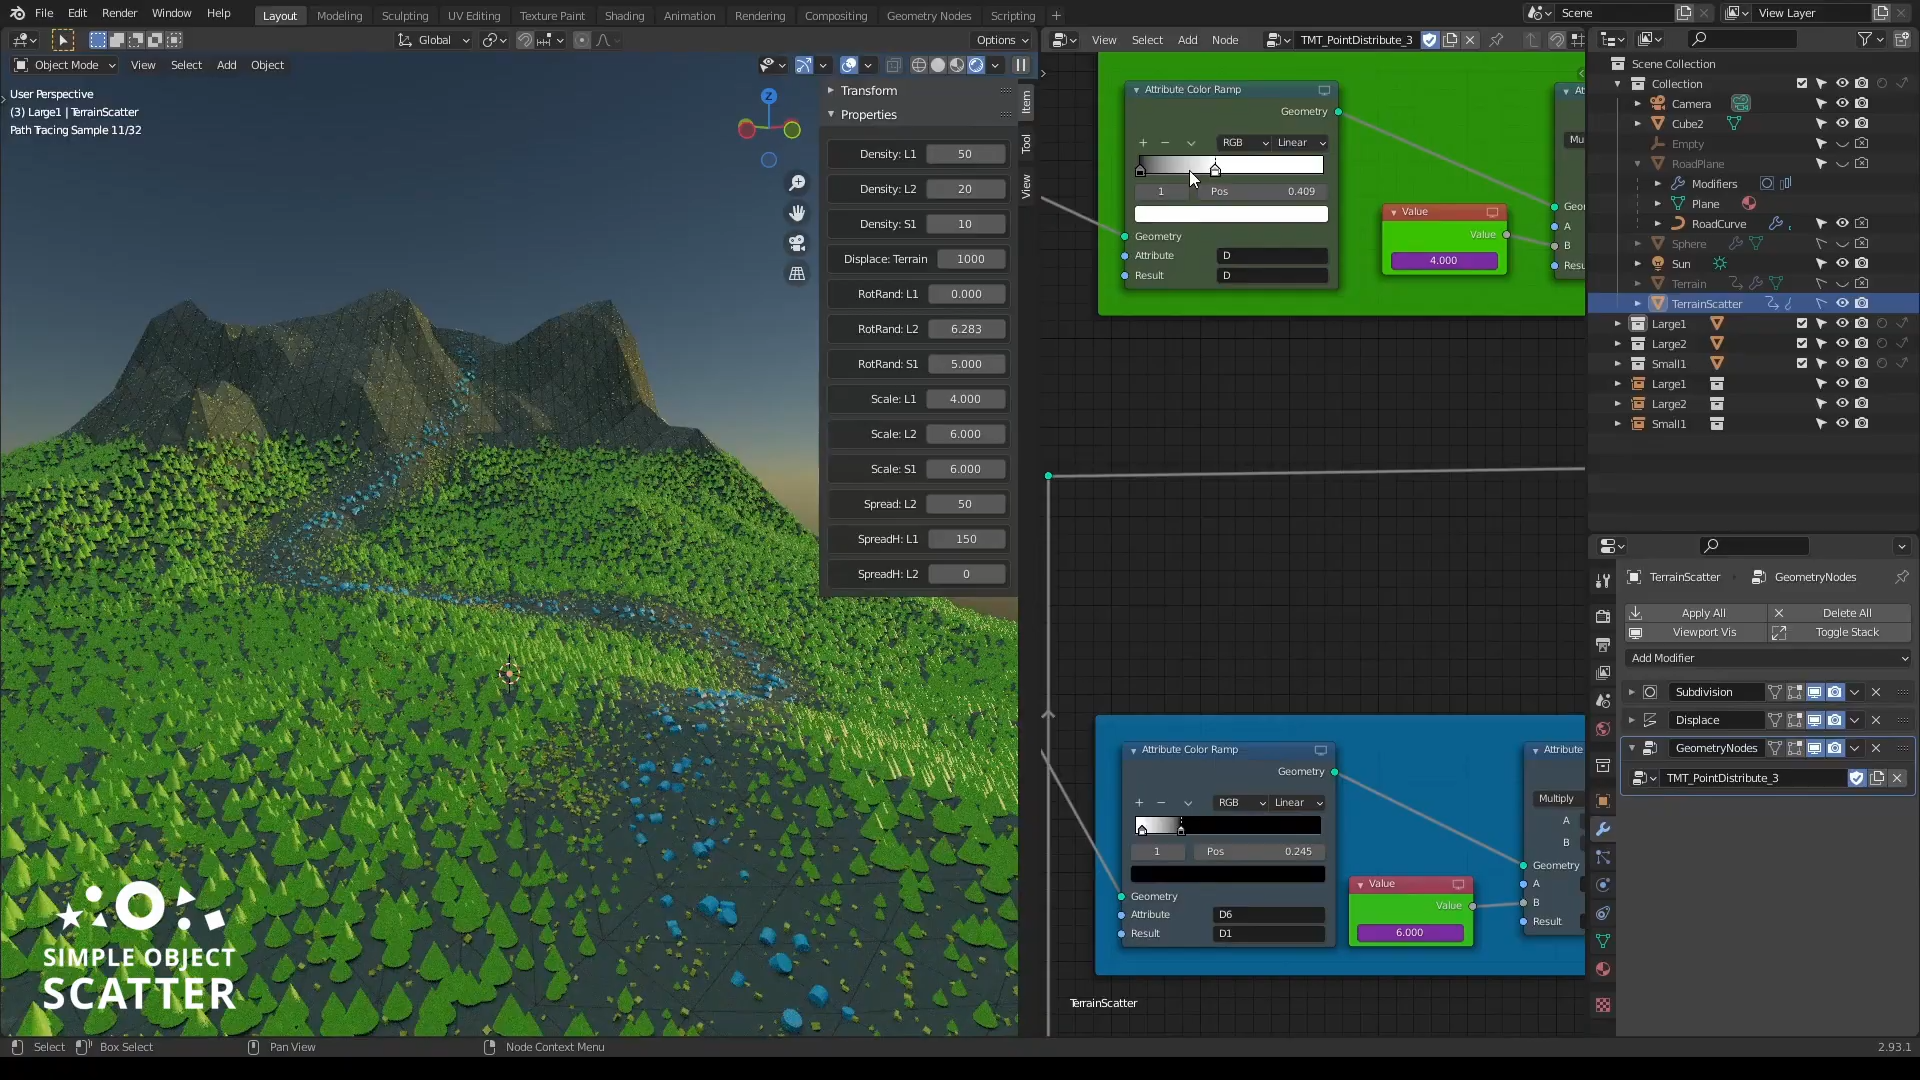 File Edit Render Window Help
Layout Modeling Sculpting UV Editing Texture Paint Shading Animation Rendering Compositing Geometry Nodes Scripting +
Scene
View Layer
Global
Options
Object Mode View Select Add Object
User Perspective
(3) Large1 | TerrainScatter
Path Tracing Sample 11/32
Z
Transform
Properties
Density: L1 50
Density: L2 20
Density: S1 10
Displace: Terrain 1000
RotRand: L1 0.000
RotRand: L2 6.283
RotRand: S1 5.000
Scale: L1 4.000
Scale: L2 6.000
Scale: S1 6.000
Spread: L2 50
SpreadH: L1 150
SpreadH: L2 0
Item
Tool
View
SIMPLE OBJECT
SCATTER
View Select Add Node TMT_PointDistribute_3
Attribute Color Ramp
Geometry
RGB Linear
1 Pos 0.409
Geometry
Attribute D
Result D
Value
Value
4.000
At
Mu
Geo
A
B
Resu
Attribute Color Ramp
Geometry
RGB Linear
1 Pos 0.245
Geometry
Attribute D6
Result D1
Value
Value
6.000
Attribute
Multiply
A
B
Geometry
A
B
Result
TerrainScatter
Scene Collection
Collection
Camera
Cube2
Empty
RoadPlane
Modifiers
Plane
RoadCurve
Sphere
Sun
Terrain
TerrainScatter
Large1
Large2
Small1
Large1
Large2
Small1
TerrainScatter GeometryNodes
Apply All Delete All
Viewport Vis Toggle Stack
Add Modifier
Subdivision
Displace
GeometryNodes
TMT_PointDistribute_3
Select Box Select Pan View Node Context Menu 2.93.1